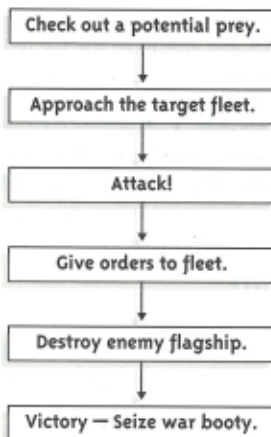 Check out a potential prey.
Approach the target fleet.
Attack!
Give orders to fleet.
Destroy enemy flagship.
Victory — Seize war booty.